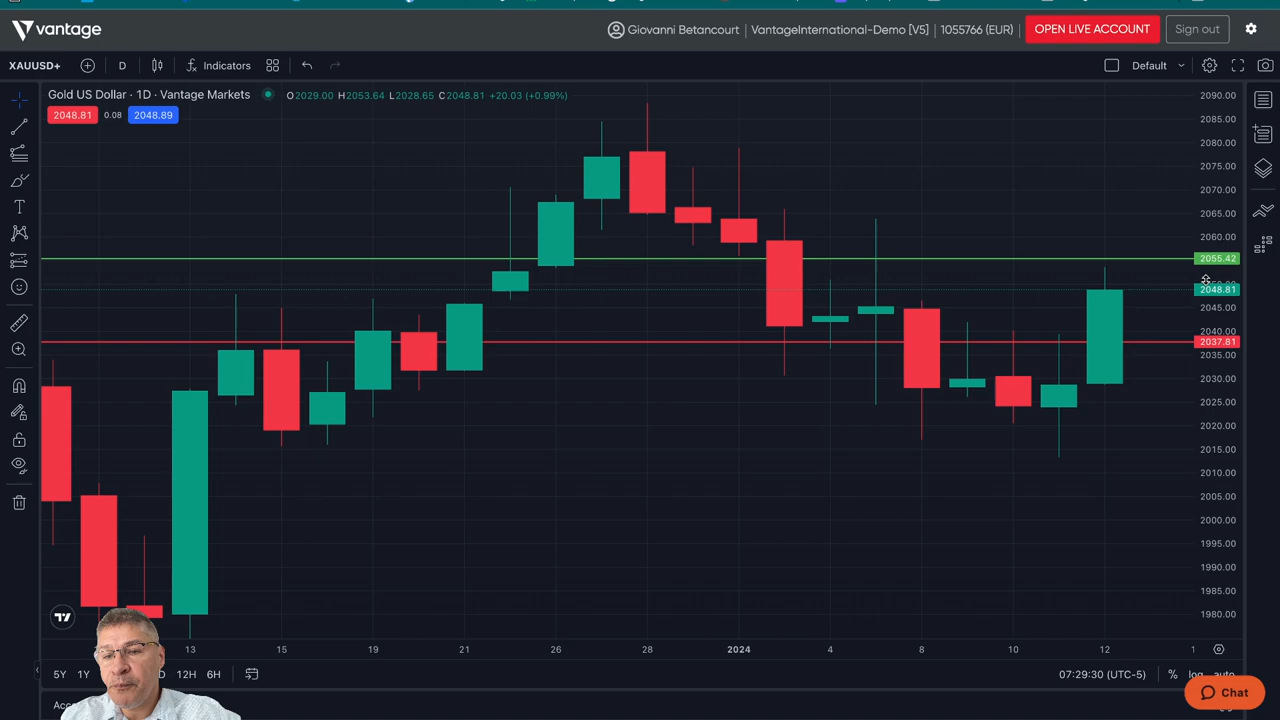 vantage
Giovanni Betancourt
VantageInternational-Demo [V5]
1055766 (EUR)
OPEN LIVE ACCOUNT
Sign out
XAUUSD+
D
Indicators
Default
Gold US Dollar · 1D · Vantage Markets
O2029.00 H2053.64 L2028.65 C2048.81 +20.03 (+0.99%)
2048.81
0.08
2048.89
2090.00
2085.00
2080.00
2075.00
2070.00
2065.00
2060.00
2055.42
2048.81
2045.00
2040.00
2037.81
2035.00
2030.00
2025.00
2020.00
2015.00
2010.00
2005.00
2000.00
1995.00
1990.00
1985.00
1980.00
13
15
19
21
26
28
2024
4
8
10
12
1
5Y
1Y
D
12H
6H
07:29:30 (UTC-5)
%
log
auto
Chat